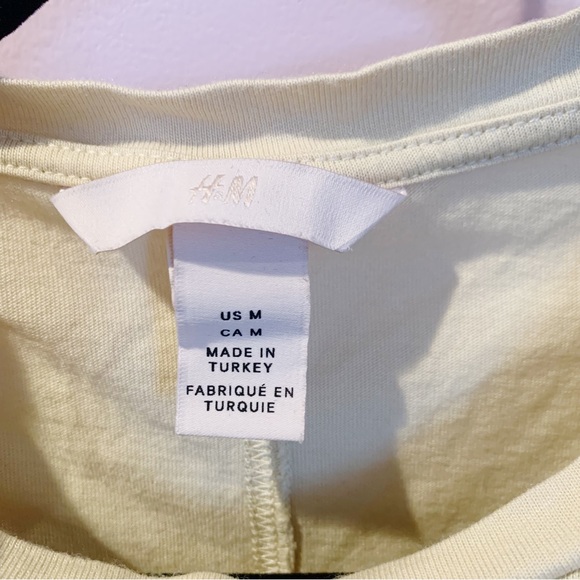 H&M
US M
CA M
MADE IN
TURKEY
FABRIQUÉ EN
TURQUIE